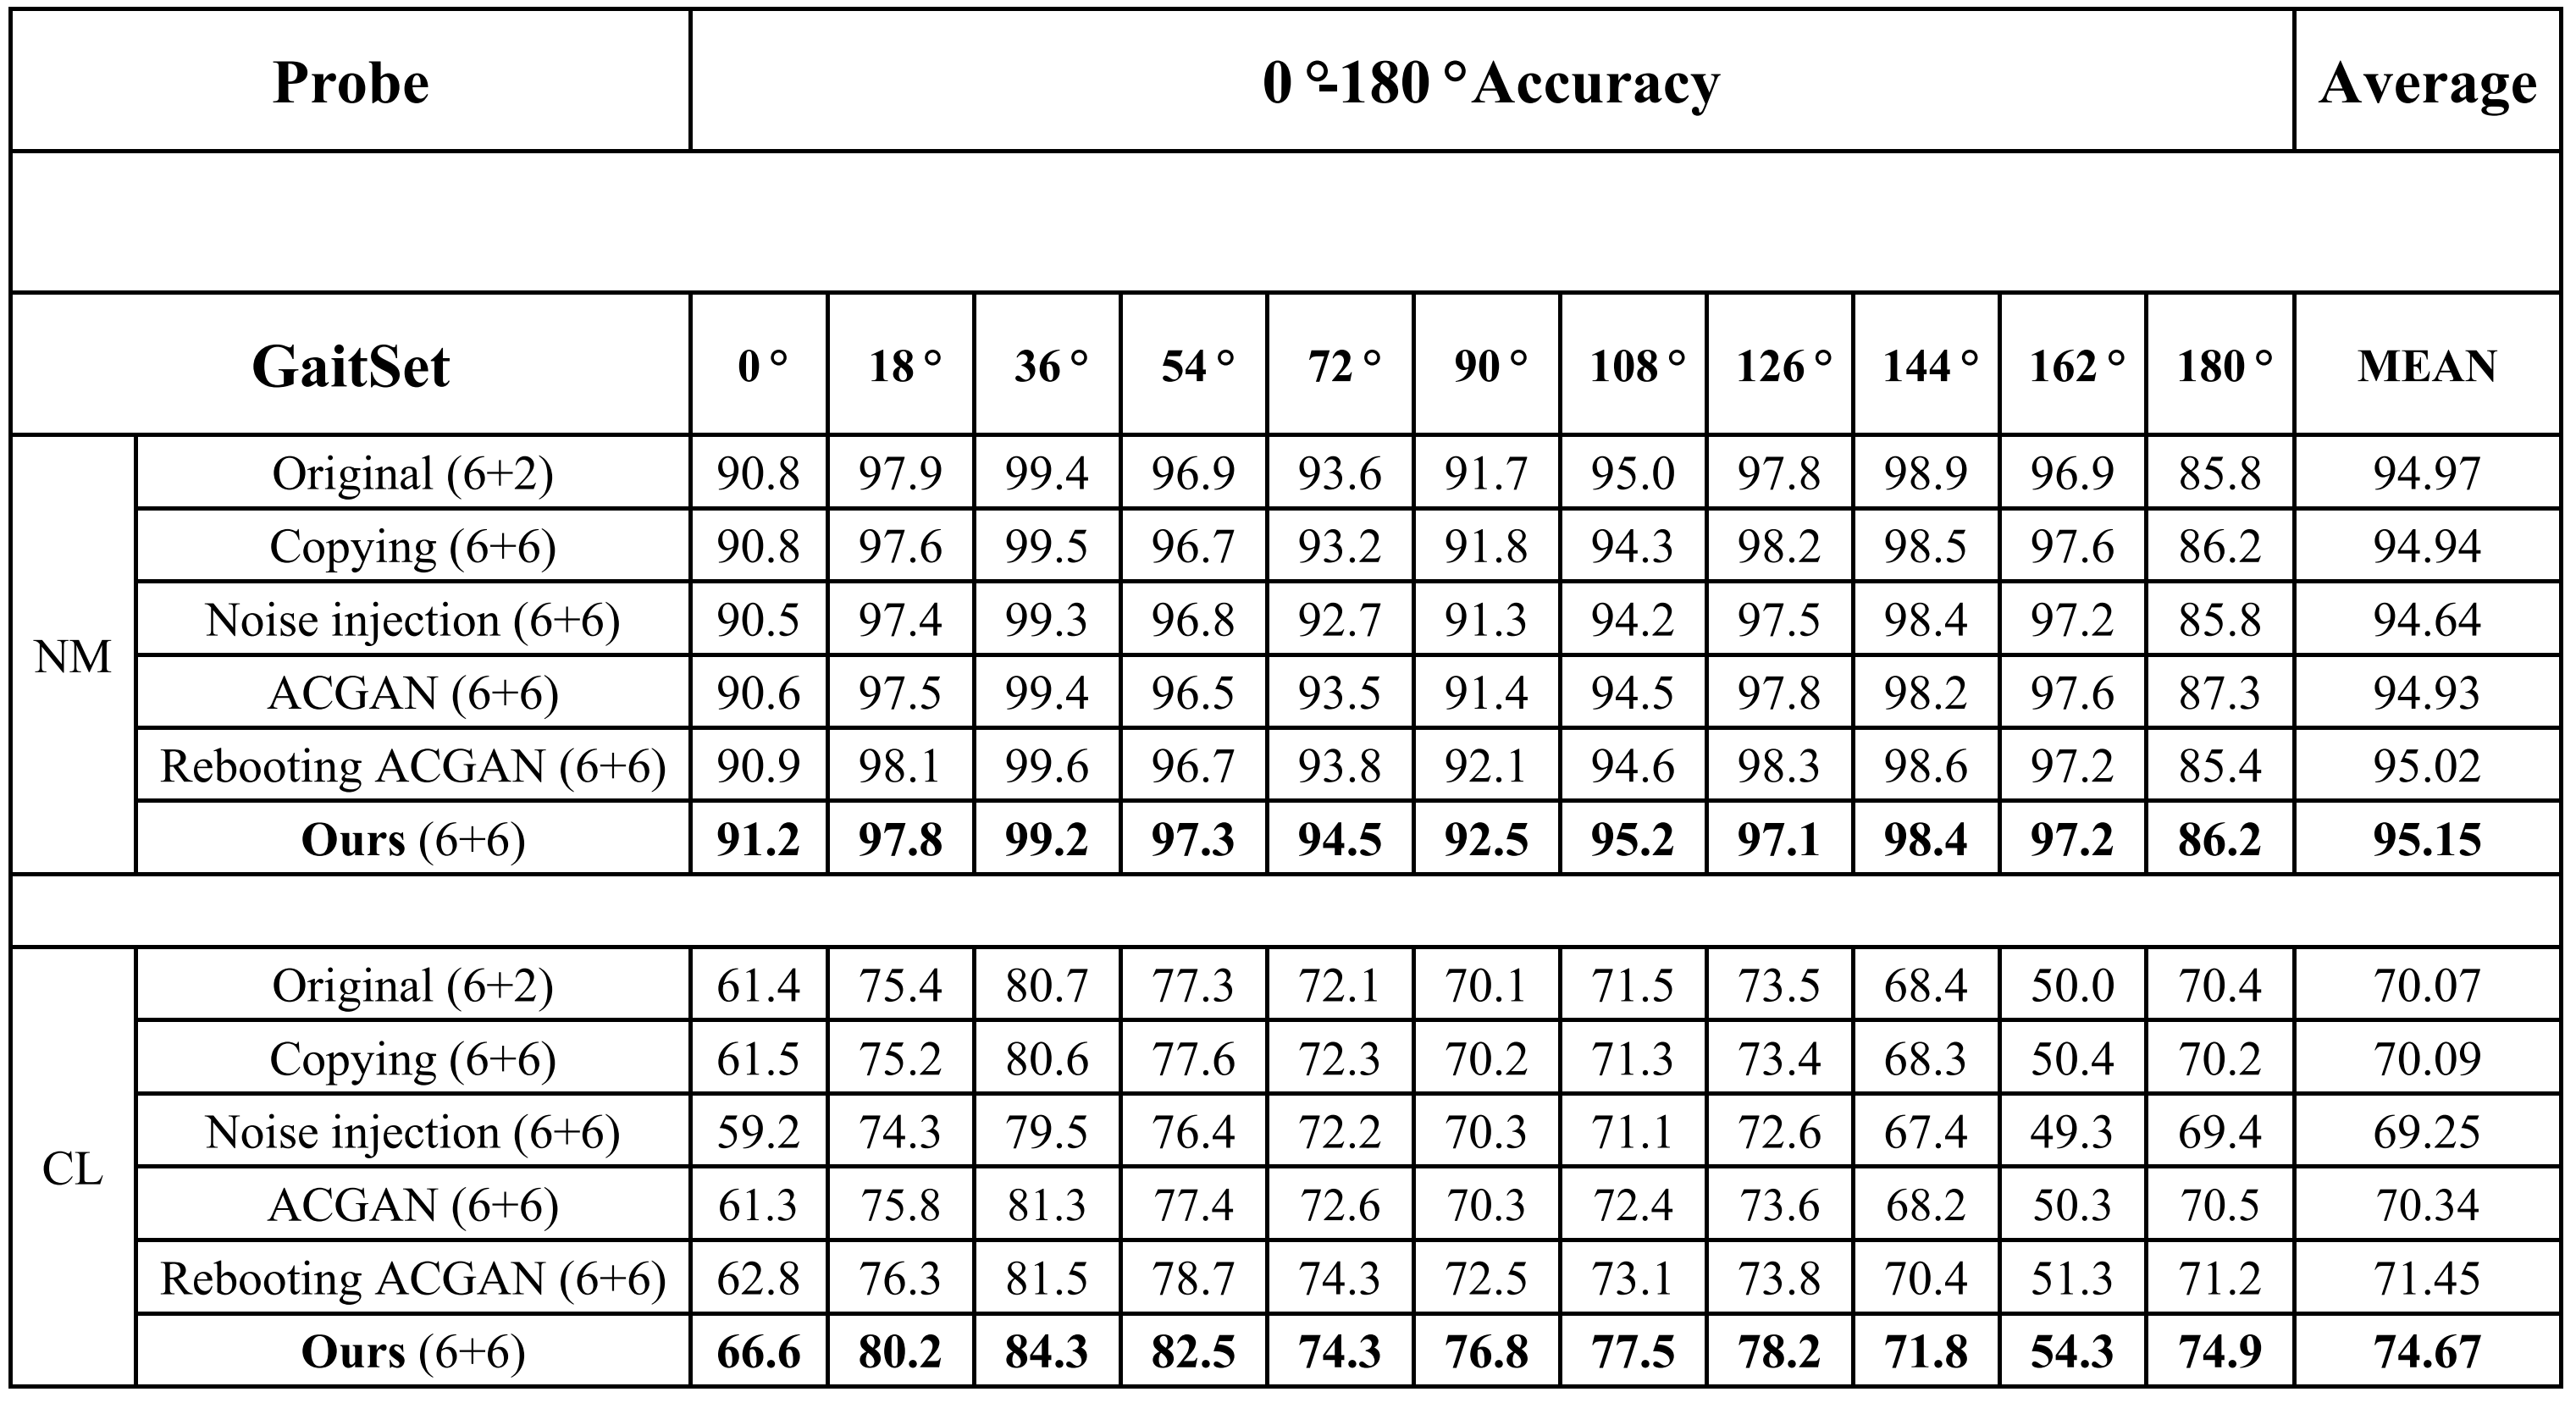 Probe 0°-180° Accuracy Average
GaitSet 0° 18° 36° 54° 72° 90° 108° 126° 144° 162° 180° MEAN
NM
Original (6+2) 90.8 97.9 99.4 96.9 93.6 91.7 95.0 97.8 98.9 96.9 85.8 94.97
Copying (6+6) 90.8 97.6 99.5 96.7 93.2 91.8 94.3 98.2 98.5 97.6 86.2 94.94
Noise injection (6+6) 90.5 97.4 99.3 96.8 92.7 91.3 94.2 97.5 98.4 97.2 85.8 94.64
ACGAN (6+6) 90.6 97.5 99.4 96.5 93.5 91.4 94.5 97.8 98.2 97.6 87.3 94.93
Rebooting ACGAN (6+6) 90.9 98.1 99.6 96.7 93.8 92.1 94.6 98.3 98.6 97.2 85.4 95.02
Ours (6+6) 91.2 97.8 99.2 97.3 94.5 92.5 95.2 97.1 98.4 97.2 86.2 95.15
CL
Original (6+2) 61.4 75.4 80.7 77.3 72.1 70.1 71.5 73.5 68.4 50.0 70.4 70.07
Copying (6+6) 61.5 75.2 80.6 77.6 72.3 70.2 71.3 73.4 68.3 50.4 70.2 70.09
Noise injection (6+6) 59.2 74.3 79.5 76.4 72.2 70.3 71.1 72.6 67.4 49.3 69.4 69.25
ACGAN (6+6) 61.3 75.8 81.3 77.4 72.6 70.3 72.4 73.6 68.2 50.3 70.5 70.34
Rebooting ACGAN (6+6) 62.8 76.3 81.5 78.7 74.3 72.5 73.1 73.8 70.4 51.3 71.2 71.45
Ours (6+6) 66.6 80.2 84.3 82.5 74.3 76.8 77.5 78.2 71.8 54.3 74.9 74.67